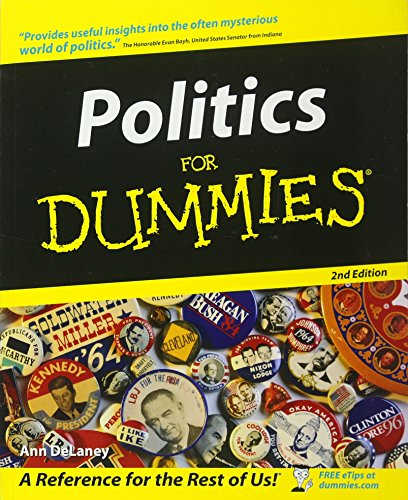 "Provides useful insights into the often mysterious
world of politics." The Honorable Evan Bayh, United States Senator from Indiana
Politics
FOR
DUMMIES®
2nd Edition
GOLDWATER
MILLER
'64
KENNEDY
REAGAN
BUSH '84
JOHNSON
HUMPHREY
CLEVELAND
McCARTHY
KENNEDY
PRESIDENT
LBJ FOR THE USA
NIXON
LODGE
I
LIKE
IKE
OKAY AMERICA
CLINTON
GORE 96
Ann DeLaney
A Reference for the Rest of Us!®
FREE eTips at
dummies.com®